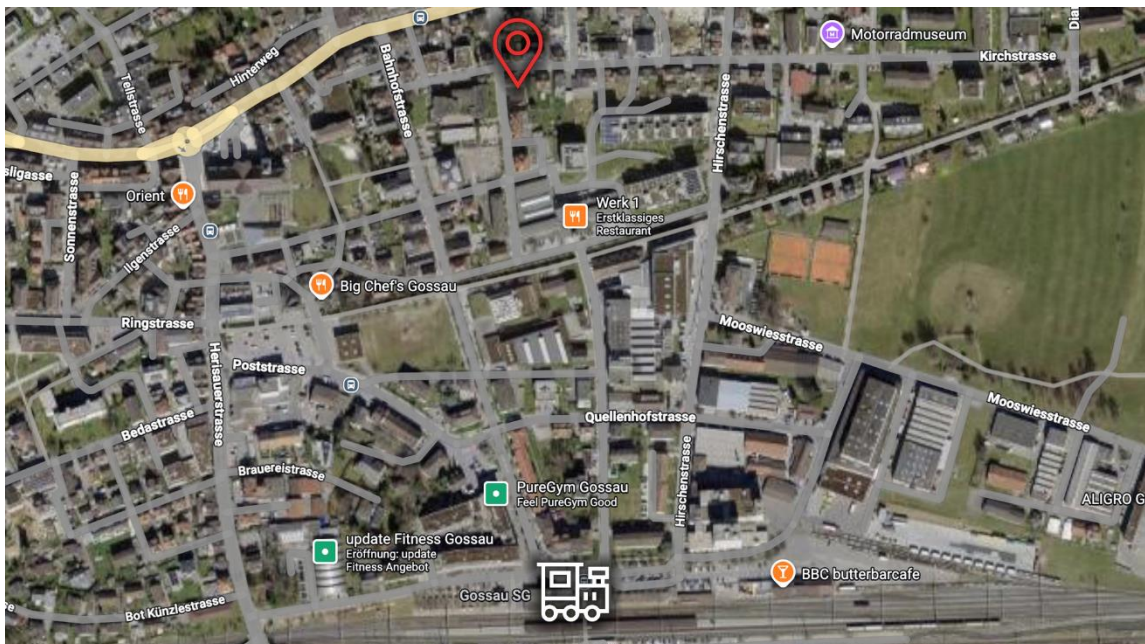 Motorradmuseum
Kirchstrasse
Hinterweg
Tellstrasse
Bahnhofstrasse
Hirschenstrasse
Orient
Sonnenstrasse
Werk 1
Erstklassiges
Restaurant
Ilgenstrasse
Big Chef's Gossau
Ringstrasse
Mooswiesstrasse
Poststrasse
Herisauerstrasse
Mooswiesstrasse
Quellenhofstrasse
Bedastrasse
Brauereistrasse
PureGym Gossau
Feel PureGym Good
Hirschenstrasse
ALIGRO G
update Fitness Gossau
Eröffnung: update
Fitness Angebot
BBC butterbarcafe
Gossau SG
Bot Künzlestrasse